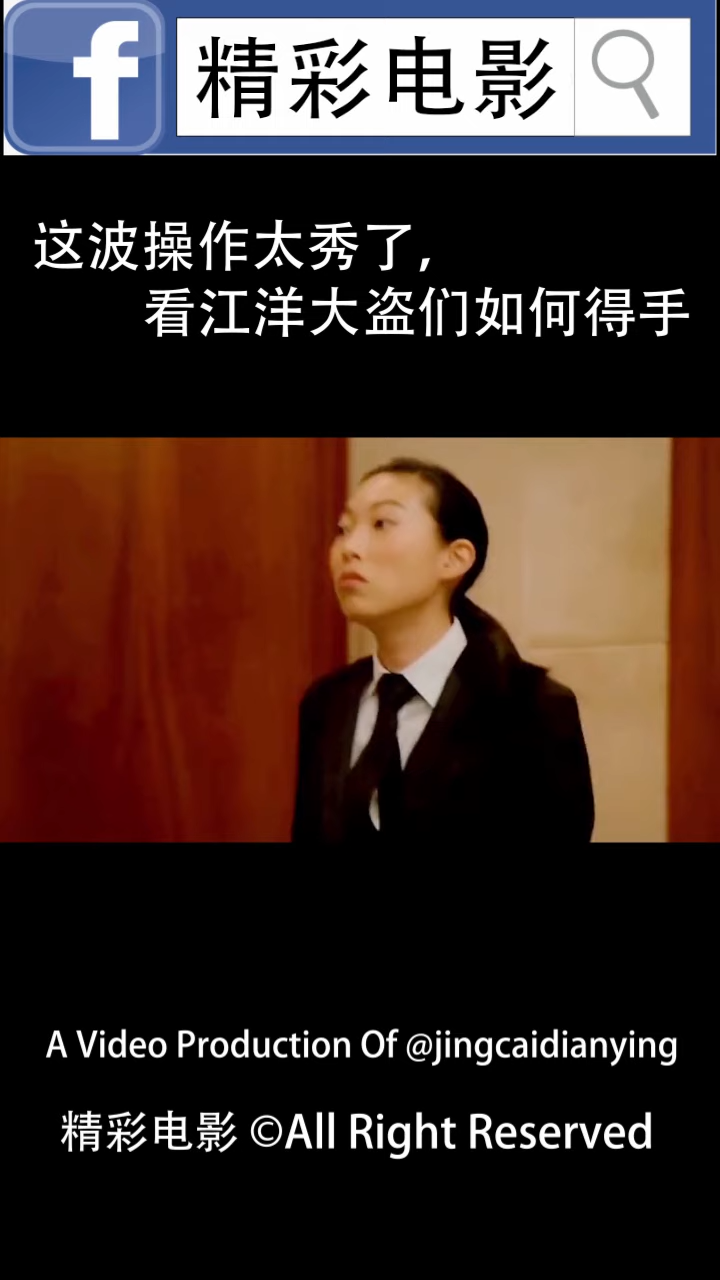 f 精彩电影
这波操作太秀了,
看江洋大盗们如何得手
A Video Production Of @jingcaidianying
精彩电影 ©All Right Reserved